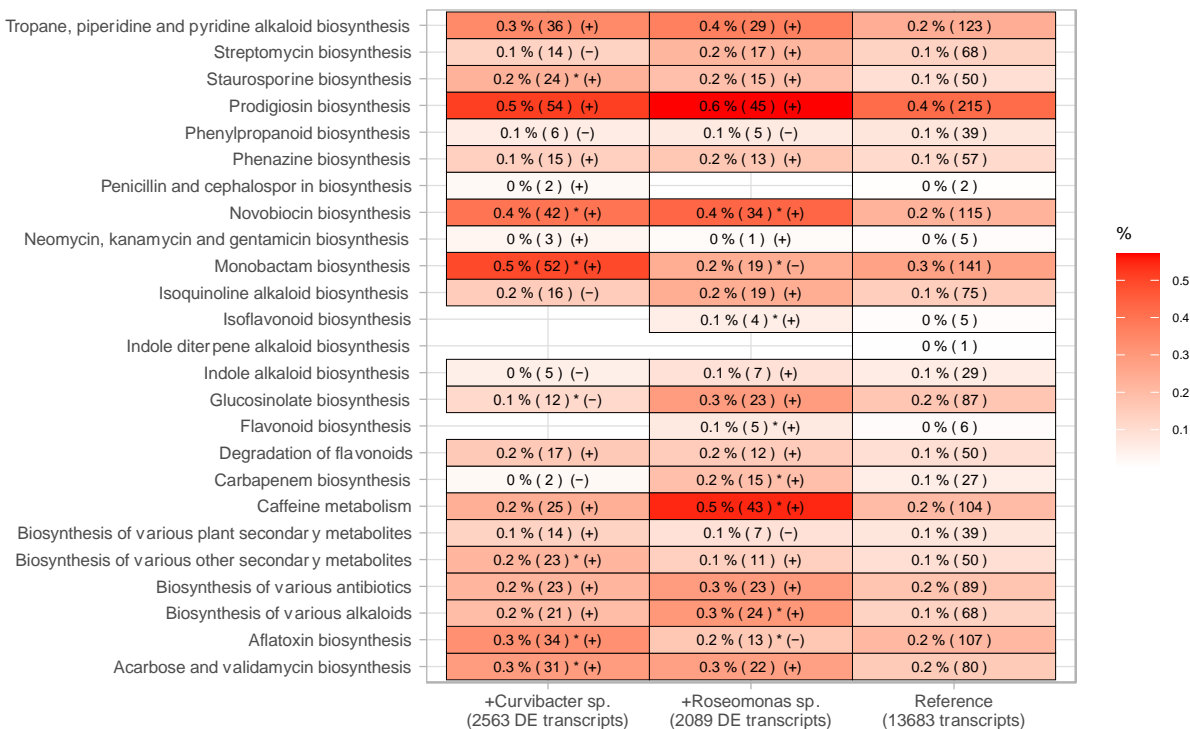 Tropane, piperidine and pyridine alkaloid biosynthesis 0.3 % ( 36 ) (+) 0.4 % ( 29 ) (+) 0.2 % ( 123 )
Streptomycin biosynthesis 0.1 % ( 14 ) (−) 0.2 % ( 17 ) (+) 0.1 % ( 68 )
Staurosporine biosynthesis 0.2 % ( 24 ) * (+) 0.2 % ( 15 ) (+) 0.1 % ( 50 )
Prodigiosin biosynthesis 0.5 % ( 54 ) (+) 0.6 % ( 45 ) (+) 0.4 % ( 215 )
Phenylpropanoid biosynthesis 0.1 % ( 6 ) (−) 0.1 % ( 5 ) (−) 0.1 % ( 39 )
Phenazine biosynthesis 0.1 % ( 15 ) (+) 0.2 % ( 13 ) (+) 0.1 % ( 57 )
Penicillin and cephalospor in biosynthesis 0 % ( 2 ) (+) 0 % ( 2 )
Novobiocin biosynthesis 0.4 % ( 42 ) * (+) 0.4 % ( 34 ) * (+) 0.2 % ( 115 )
Neomycin, kanamycin and gentamicin biosynthesis 0 % ( 3 ) (+) 0 % ( 1 ) (+) 0 % ( 5 )
%
Monobactam biosynthesis 0.5 % ( 52 ) * (+) 0.2 % ( 19 ) * (−) 0.3 % ( 141 )
Isoquinoline alkaloid biosynthesis 0.2 % ( 16 ) (−) 0.2 % ( 19 ) (+) 0.1 % ( 75 )
0.5
Isoflavonoid biosynthesis 0.1 % ( 4 ) * (+) 0 % ( 5 )
0.4
Indole diterpene alkaloid biosynthesis 0 % ( 1 )
0.3
Indole alkaloid biosynthesis 0 % ( 5 ) (−) 0.1 % ( 7 ) (+) 0.1 % ( 29 )
Glucosinolate biosynthesis 0.1 % ( 12 ) * (−) 0.3 % ( 23 ) (+) 0.2 % ( 87 )
0.2
Flavonoid biosynthesis 0.1 % ( 5 ) * (+) 0 % ( 6 )
0.1
Degradation of flavonoids 0.2 % ( 17 ) (+) 0.2 % ( 12 ) (+) 0.1 % ( 50 )
Carbapenem biosynthesis 0 % ( 2 ) (−) 0.2 % ( 15 ) * (+) 0.1 % ( 27 )
Caffeine metabolism 0.2 % ( 25 ) (+) 0.5 % ( 43 ) * (+) 0.2 % ( 104 )
Biosynthesis of various plant secondar y metabolites 0.1 % ( 14 ) (+) 0.1 % ( 7 ) (−) 0.1 % ( 39 )
Biosynthesis of various other secondar y metabolites 0.2 % ( 23 ) * (+) 0.1 % ( 11 ) (+) 0.1 % ( 50 )
Biosynthesis of various antibiotics 0.2 % ( 23 ) (+) 0.3 % ( 23 ) (+) 0.2 % ( 89 )
Biosynthesis of various alkaloids 0.2 % ( 21 ) (+) 0.3 % ( 24 ) * (+) 0.1 % ( 68 )
Aflatoxin biosynthesis 0.3 % ( 34 ) * (+) 0.2 % ( 13 ) * (−) 0.2 % ( 107 )
Acarbose and validamycin biosynthesis 0.3 % ( 31 ) * (+) 0.3 % ( 22 ) (+) 0.2 % ( 80 )
+Curvibacter sp. +Roseomonas sp. Reference
(2563 DE transcripts) (2089 DE transcripts) (13683 transcripts)